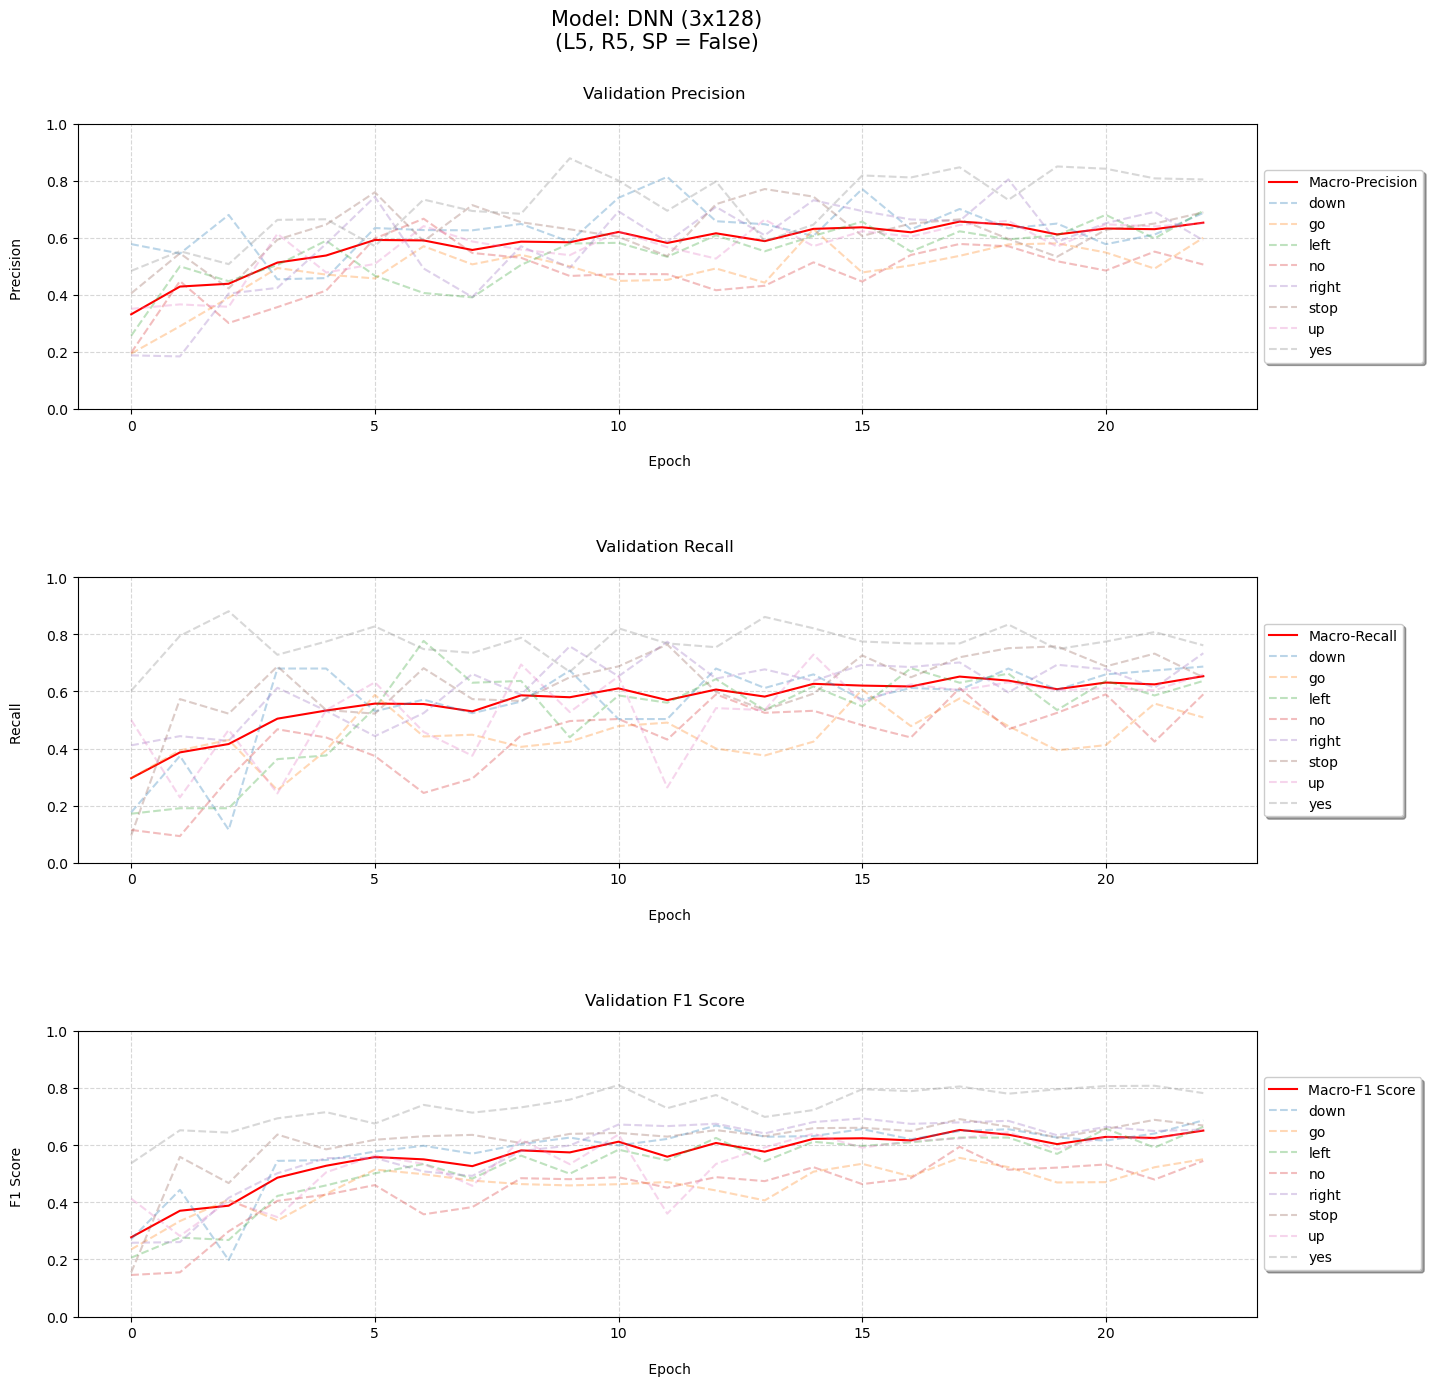 Model: DNN (3x128)
(L5, R5, SP = False)
Validation Precision
1.0
0.8
0.6
0.4
0.2
0.0
Precision
0 5 10 15 20
Epoch
Macro-Precision
down
go
left
no
right
stop
up
yes
Validation Recall
1.0
0.8
0.6
0.4
0.2
0.0
Recall
0 5 10 15 20
Epoch
Macro-Recall
down
go
left
no
right
stop
up
yes
Validation F1 Score
1.0
0.8
0.6
0.4
0.2
0.0
F1 Score
0 5 10 15 20
Epoch
Macro-F1 Score
down
go
left
no
right
stop
up
yes